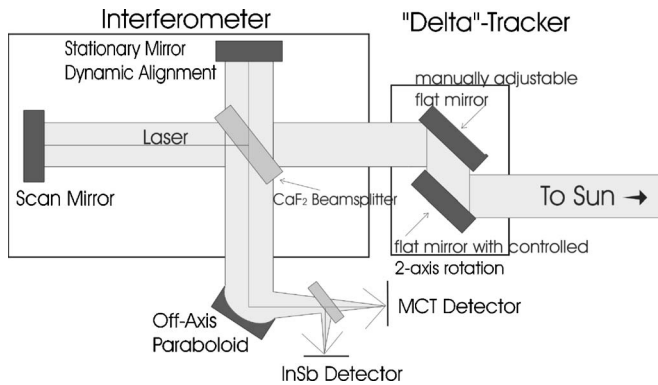 Interferometer
"Delta"-Tracker
Stationary Mirror
Dynamic Alignment
manually adjustable
flat mirror
Laser
Scan Mirror
CaF₂ Beamsplitter
To Sun →
flat mirror with controlled
2-axis rotation
Off-Axis
Paraboloid
MCT Detector
InSb Detector